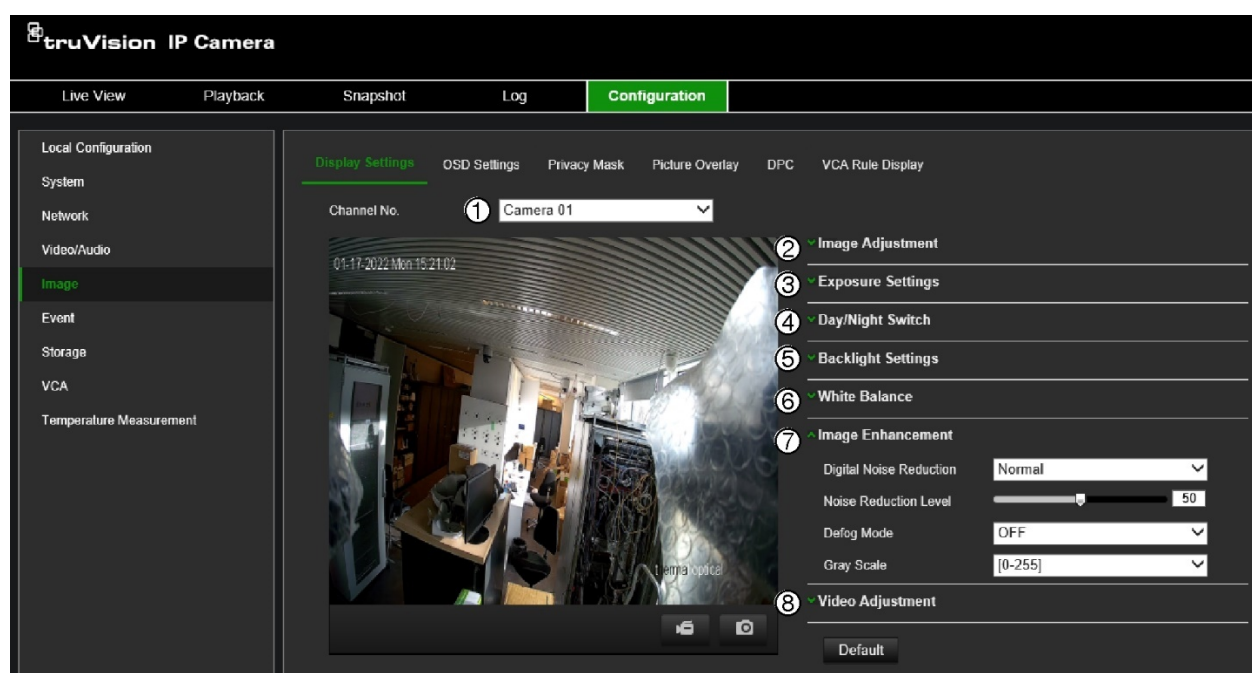 truVision IP Camera
Live View Playback Snapshot Log Configuration
Local Configuration
System
Network
Video/Audio
Image
Event
Storage
VCA
Temperature Measurement
Display Settings OSD Settings Privacy Mask Picture Overlay DPC VCA Rule Display
Channel No. 1 Camera 01
01-17-2022 Mon 15:21:02
thermal optical
2 Image Adjustment
3 Exposure Settings
4 Day/Night Switch
5 Backlight Settings
6 White Balance
7 Image Enhancement
Digital Noise Reduction Normal
Noise Reduction Level 50
Defog Mode OFF
Gray Scale [0-255]
8 Video Adjustment
Default